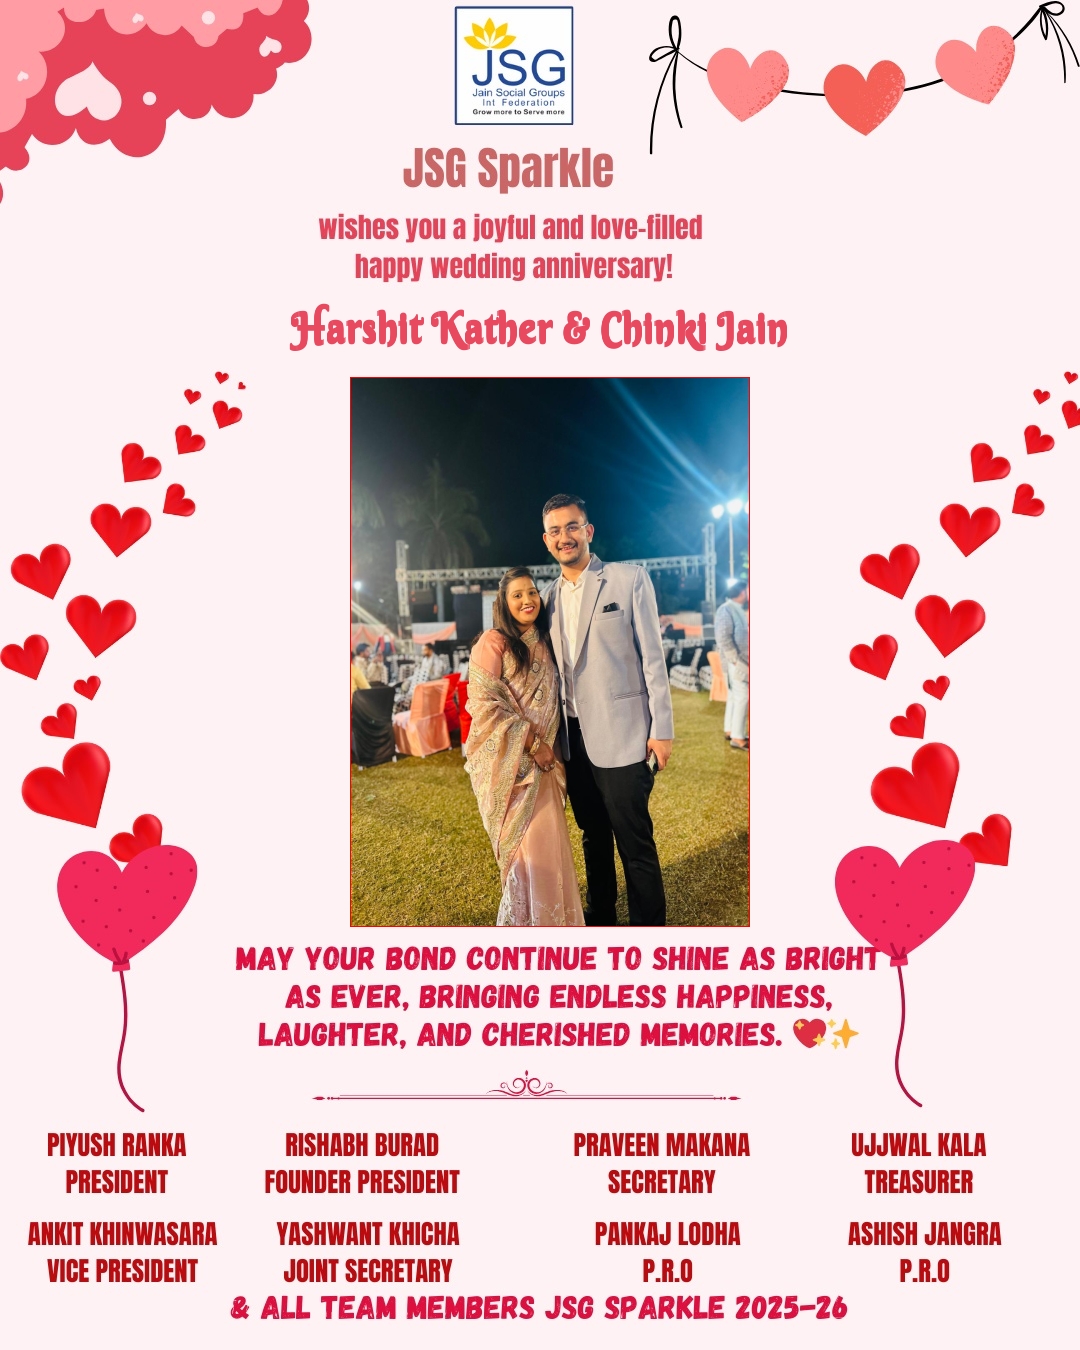 JSG
Jain Social Groups
Int Federation
Grow more to Serve more
JSG Sparkle
wishes you a joyful and love-filled
happy wedding anniversary!
Harshit Kather & Chinki Jain
MAY YOUR BOND CONTINUE TO SHINE AS BRIGHT
AS EVER, BRINGING ENDLESS HAPPINESS,
LAUGHTER, AND CHERISHED MEMORIES. 💖✨
PIYUSH RANKA
PRESIDENT
RISHABH BURAD
FOUNDER PRESIDENT
PRAVEEN MAKANA
SECRETARY
UJJWAL KALA
TREASURER
ANKIT KHINWASARA
VICE PRESIDENT
YASHWANT KHICHA
JOINT SECRETARY
PANKAJ LODHA
P.R.O
ASHISH JANGRA
P.R.O
& ALL TEAM MEMBERS JSG SPARKLE 2025-26